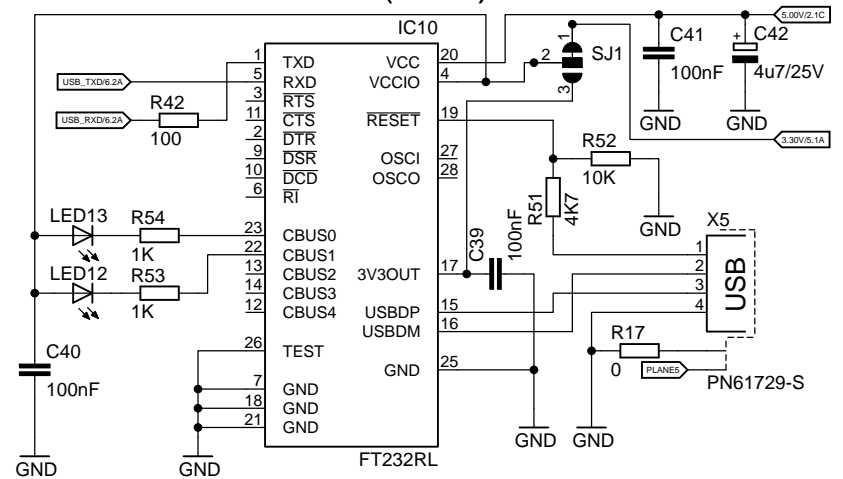 IC10
5.00V/2.1C
1 TXD VCC 20
5 RXD VCCIO 4
3 RTS
11 CTS RESET 19
2 DTR
9 DSR OSCI 27
10 DCD OSCO 28
6 RI
23 CBUS0
22 CBUS1
13 CBUS2 3V3OUT 17
14 CBUS3
12 CBUS4 USBDP 15
USBDM 16
26 TEST
GND 25
7 GND
18 GND
21 GND
FT232RL
USB_TXD/6.2A
USB_RXD/6.2A
R42
100
LED13
R54
1K
LED12
R53
1K
C40
100nF
GND
GND
1
2
3
SJ1
C41
100nF
GND
+
C42
4u7/25V
GND
3.30V/5.1A
R52
10K
GND
R51
4K7
C39
100nF
X5
1
2
3
4
USB
R17
0
PLANE5
PN61729-S
GND
GND